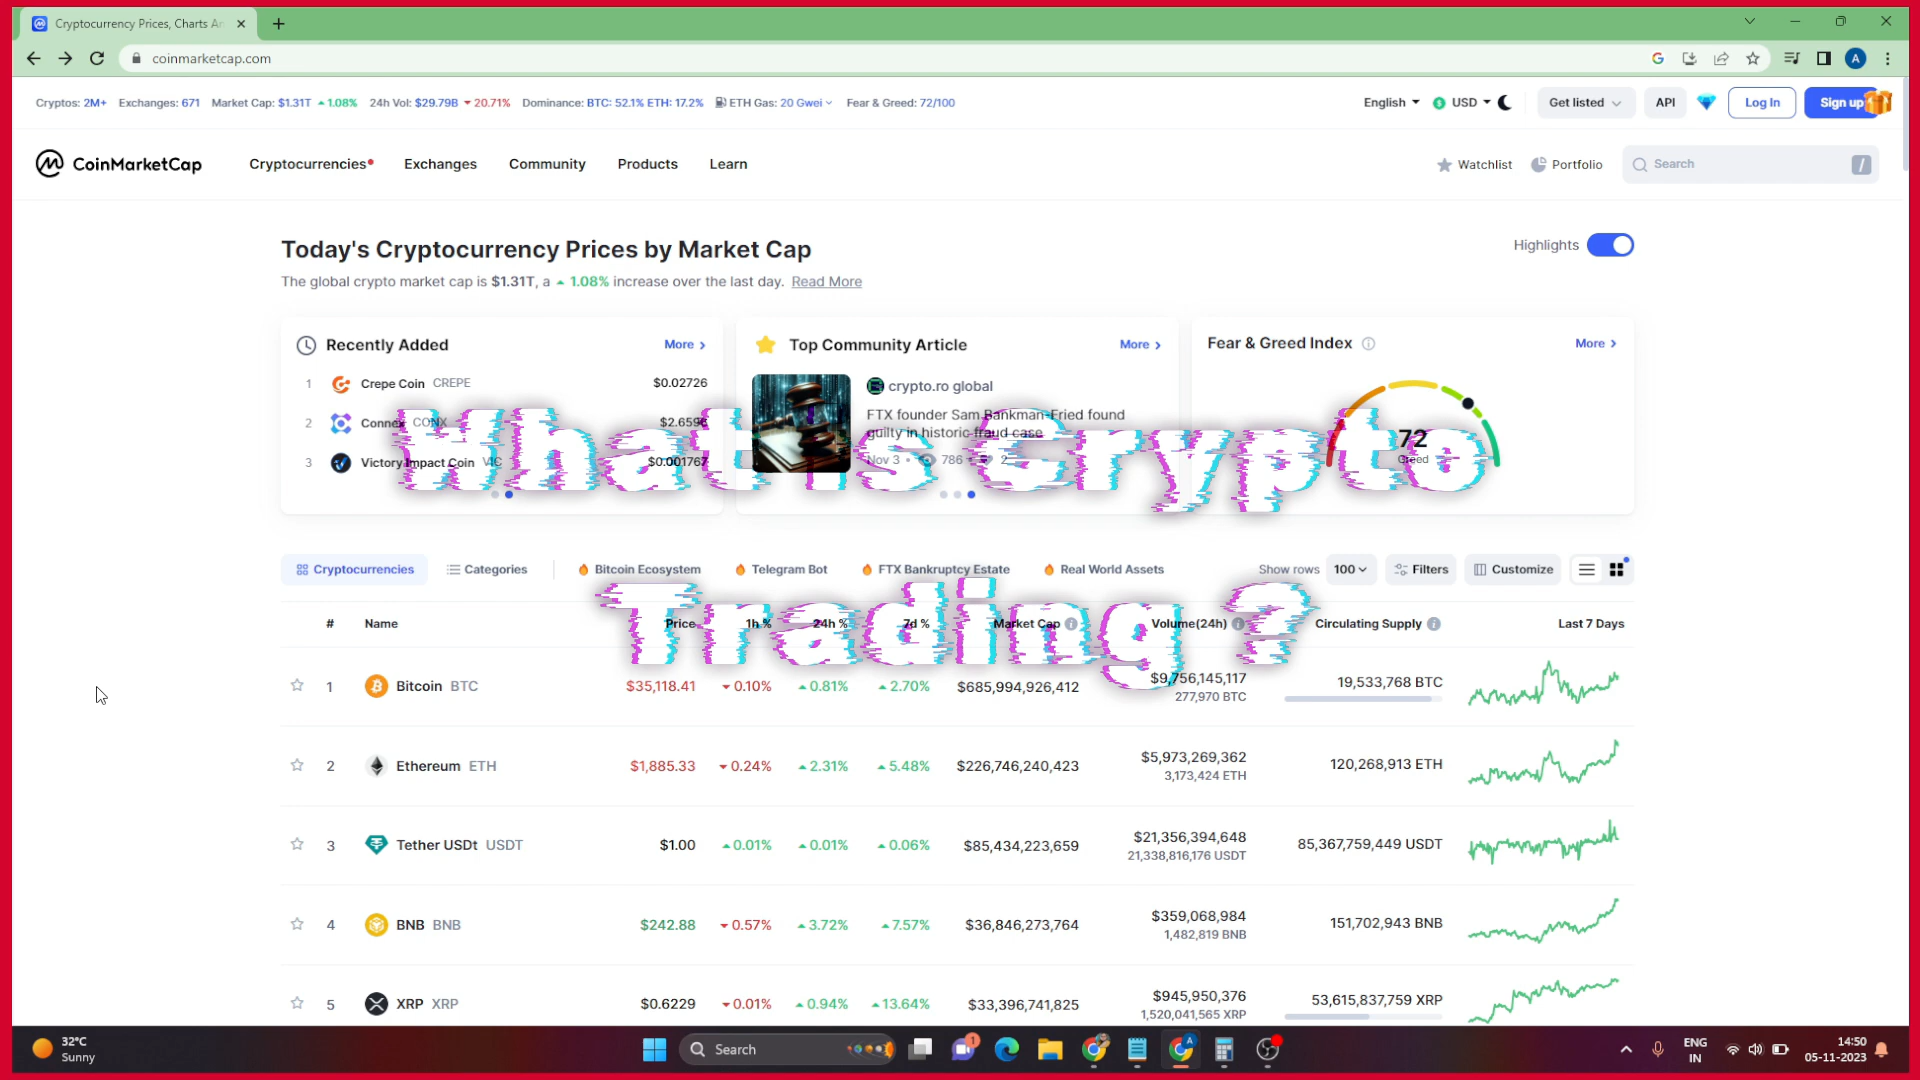 Cryptocurrency Prices, Charts An
coinmarketcap.com
A
Cryptos: 2M+ Exchanges: 671 Market Cap: $1.31T 1.08% 24h Vol: $29.79B 20.71% Dominance: BTC: 52.1% ETH: 17.2% ETH Gas: 20 Gwei Fear & Greed: 72/100
English USD Get listed API Log In Sign up
CoinMarketCap Cryptocurrencies Exchanges Community Products Learn
Watchlist Portfolio Search /
Today's Cryptocurrency Prices by Market Cap
Highlights
The global crypto market cap is $1.31T, a 1.08% increase over the last day. Read More
Recently Added More
1 Crepe Coin CREPE $0.02726
2 Connex CONX $2.6596
3 Victory Impact Coin VIC $0.001767
Top Community Article More
crypto.ro global
FTX founder Sam Bankman-Fried found
guilty in historic fraud case
Nov 3 • 786 • 2
Fear & Greed Index More
72
Greed
What Is Crypto
Trading ?
Cryptocurrencies Categories Bitcoin Ecosystem Telegram Bot FTX Bankruptcy Estate Real World Assets Show rows 100 Filters Customize
# Name Price 1h % 24h % 7d % Market Cap Volume(24h) Circulating Supply Last 7 Days
1 Bitcoin BTC $35,118.41 0.10% 0.81% 2.70% $685,994,926,412 $9,756,145,117 19,533,768 BTC
277,970 BTC
2 Ethereum ETH $1,885.33 0.24% 2.31% 5.48% $226,746,240,423 $5,973,269,362 120,268,913 ETH
3,173,424 ETH
3 Tether USDt USDT $1.00 0.01% 0.01% 0.06% $85,434,223,659 $21,356,394,648 85,367,759,449 USDT
21,338,816,176 USDT
4 BNB BNB $242.88 0.57% 3.72% 7.57% $36,846,273,764 $359,068,984 151,702,943 BNB
1,482,819 BNB
5 XRP XRP $0.6229 0.01% 0.94% 13.64% $33,396,741,825 $945,950,376 53,615,837,759 XRP
1,520,041,565 XRP
32°C
Sunny
Search
1
A
ENG
IN
14:50
05-11-2023